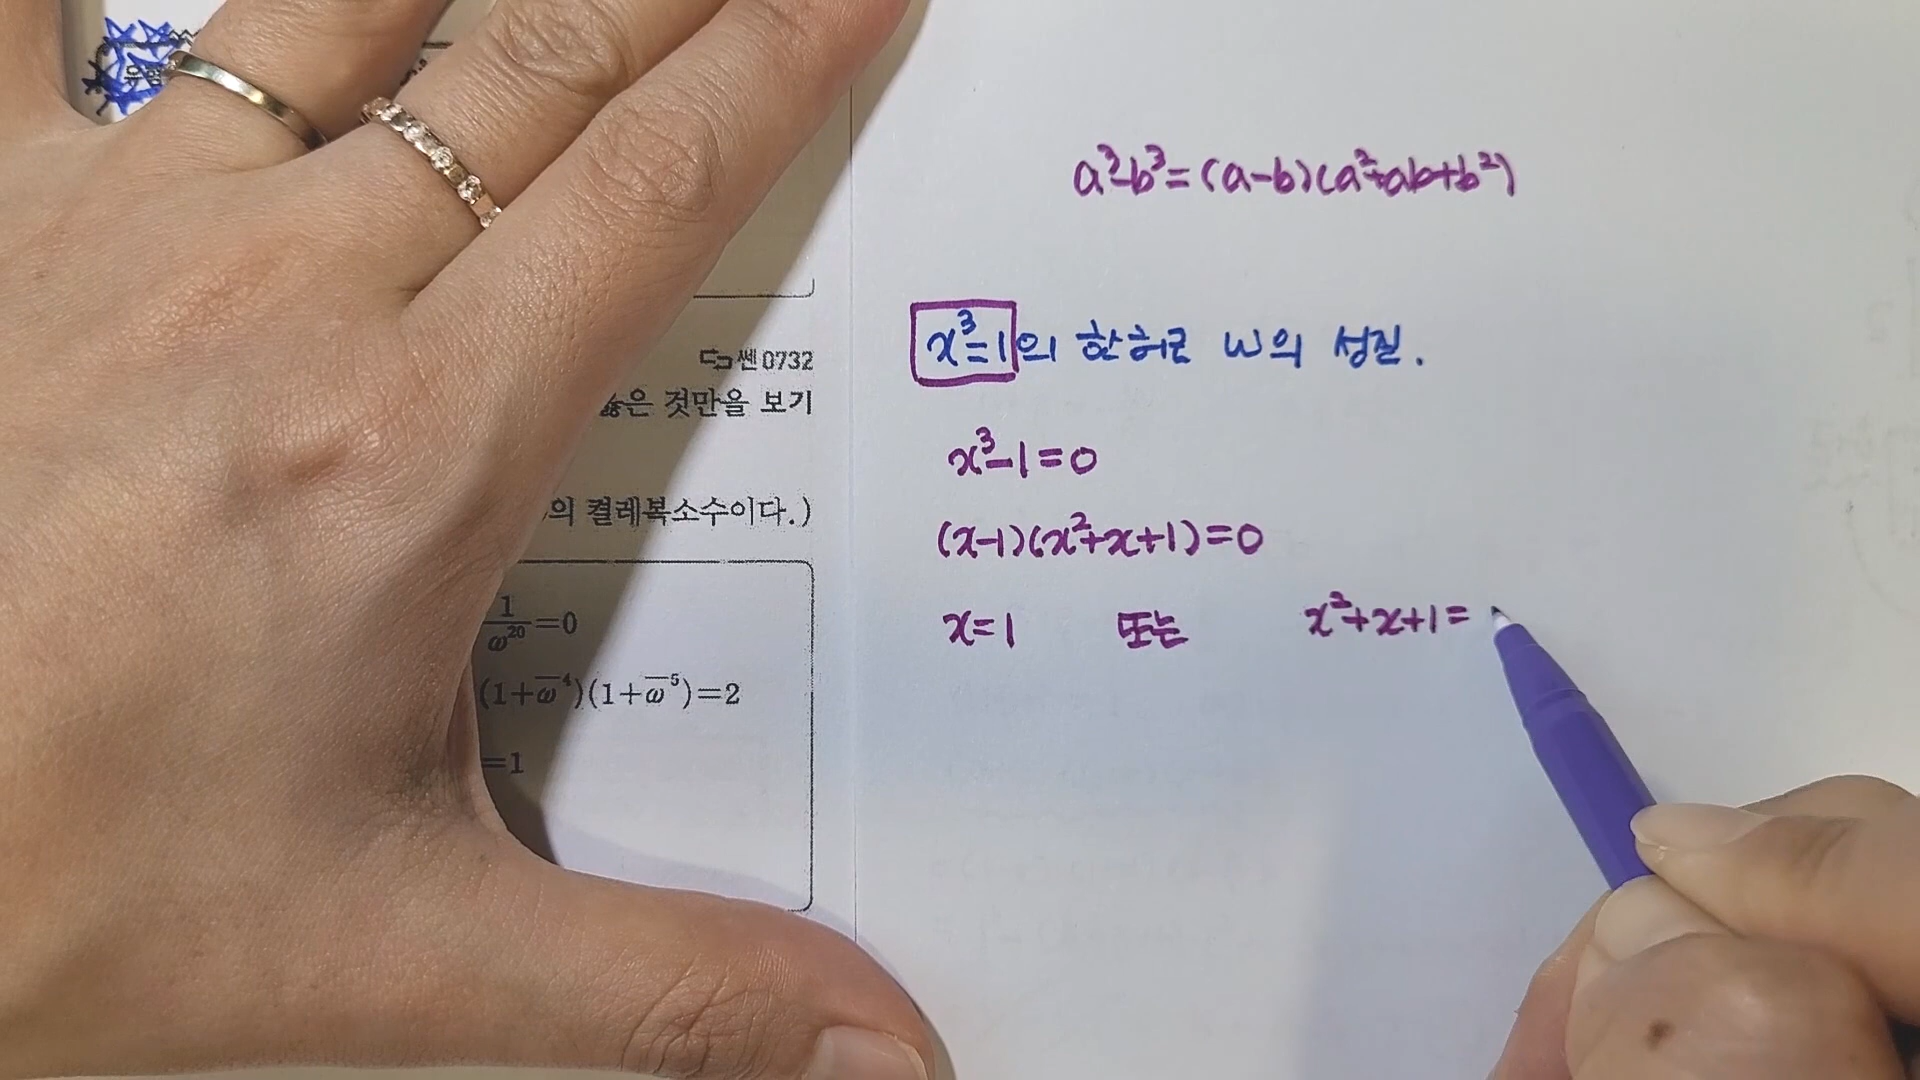 쎈 0732
은 것만을 보기
의 켤레복소수이다.)
1/ω²⁰=0
(1+ω̅⁴)(1+ω̅⁵)=2
=1
a³-b³=(a-b)(a²+ab+b²)
x³=1의 한 허근 ω의 성질.
x³-1=0
(x-1)(x²+x+1)=0
x=1 또는 x²+x+1=